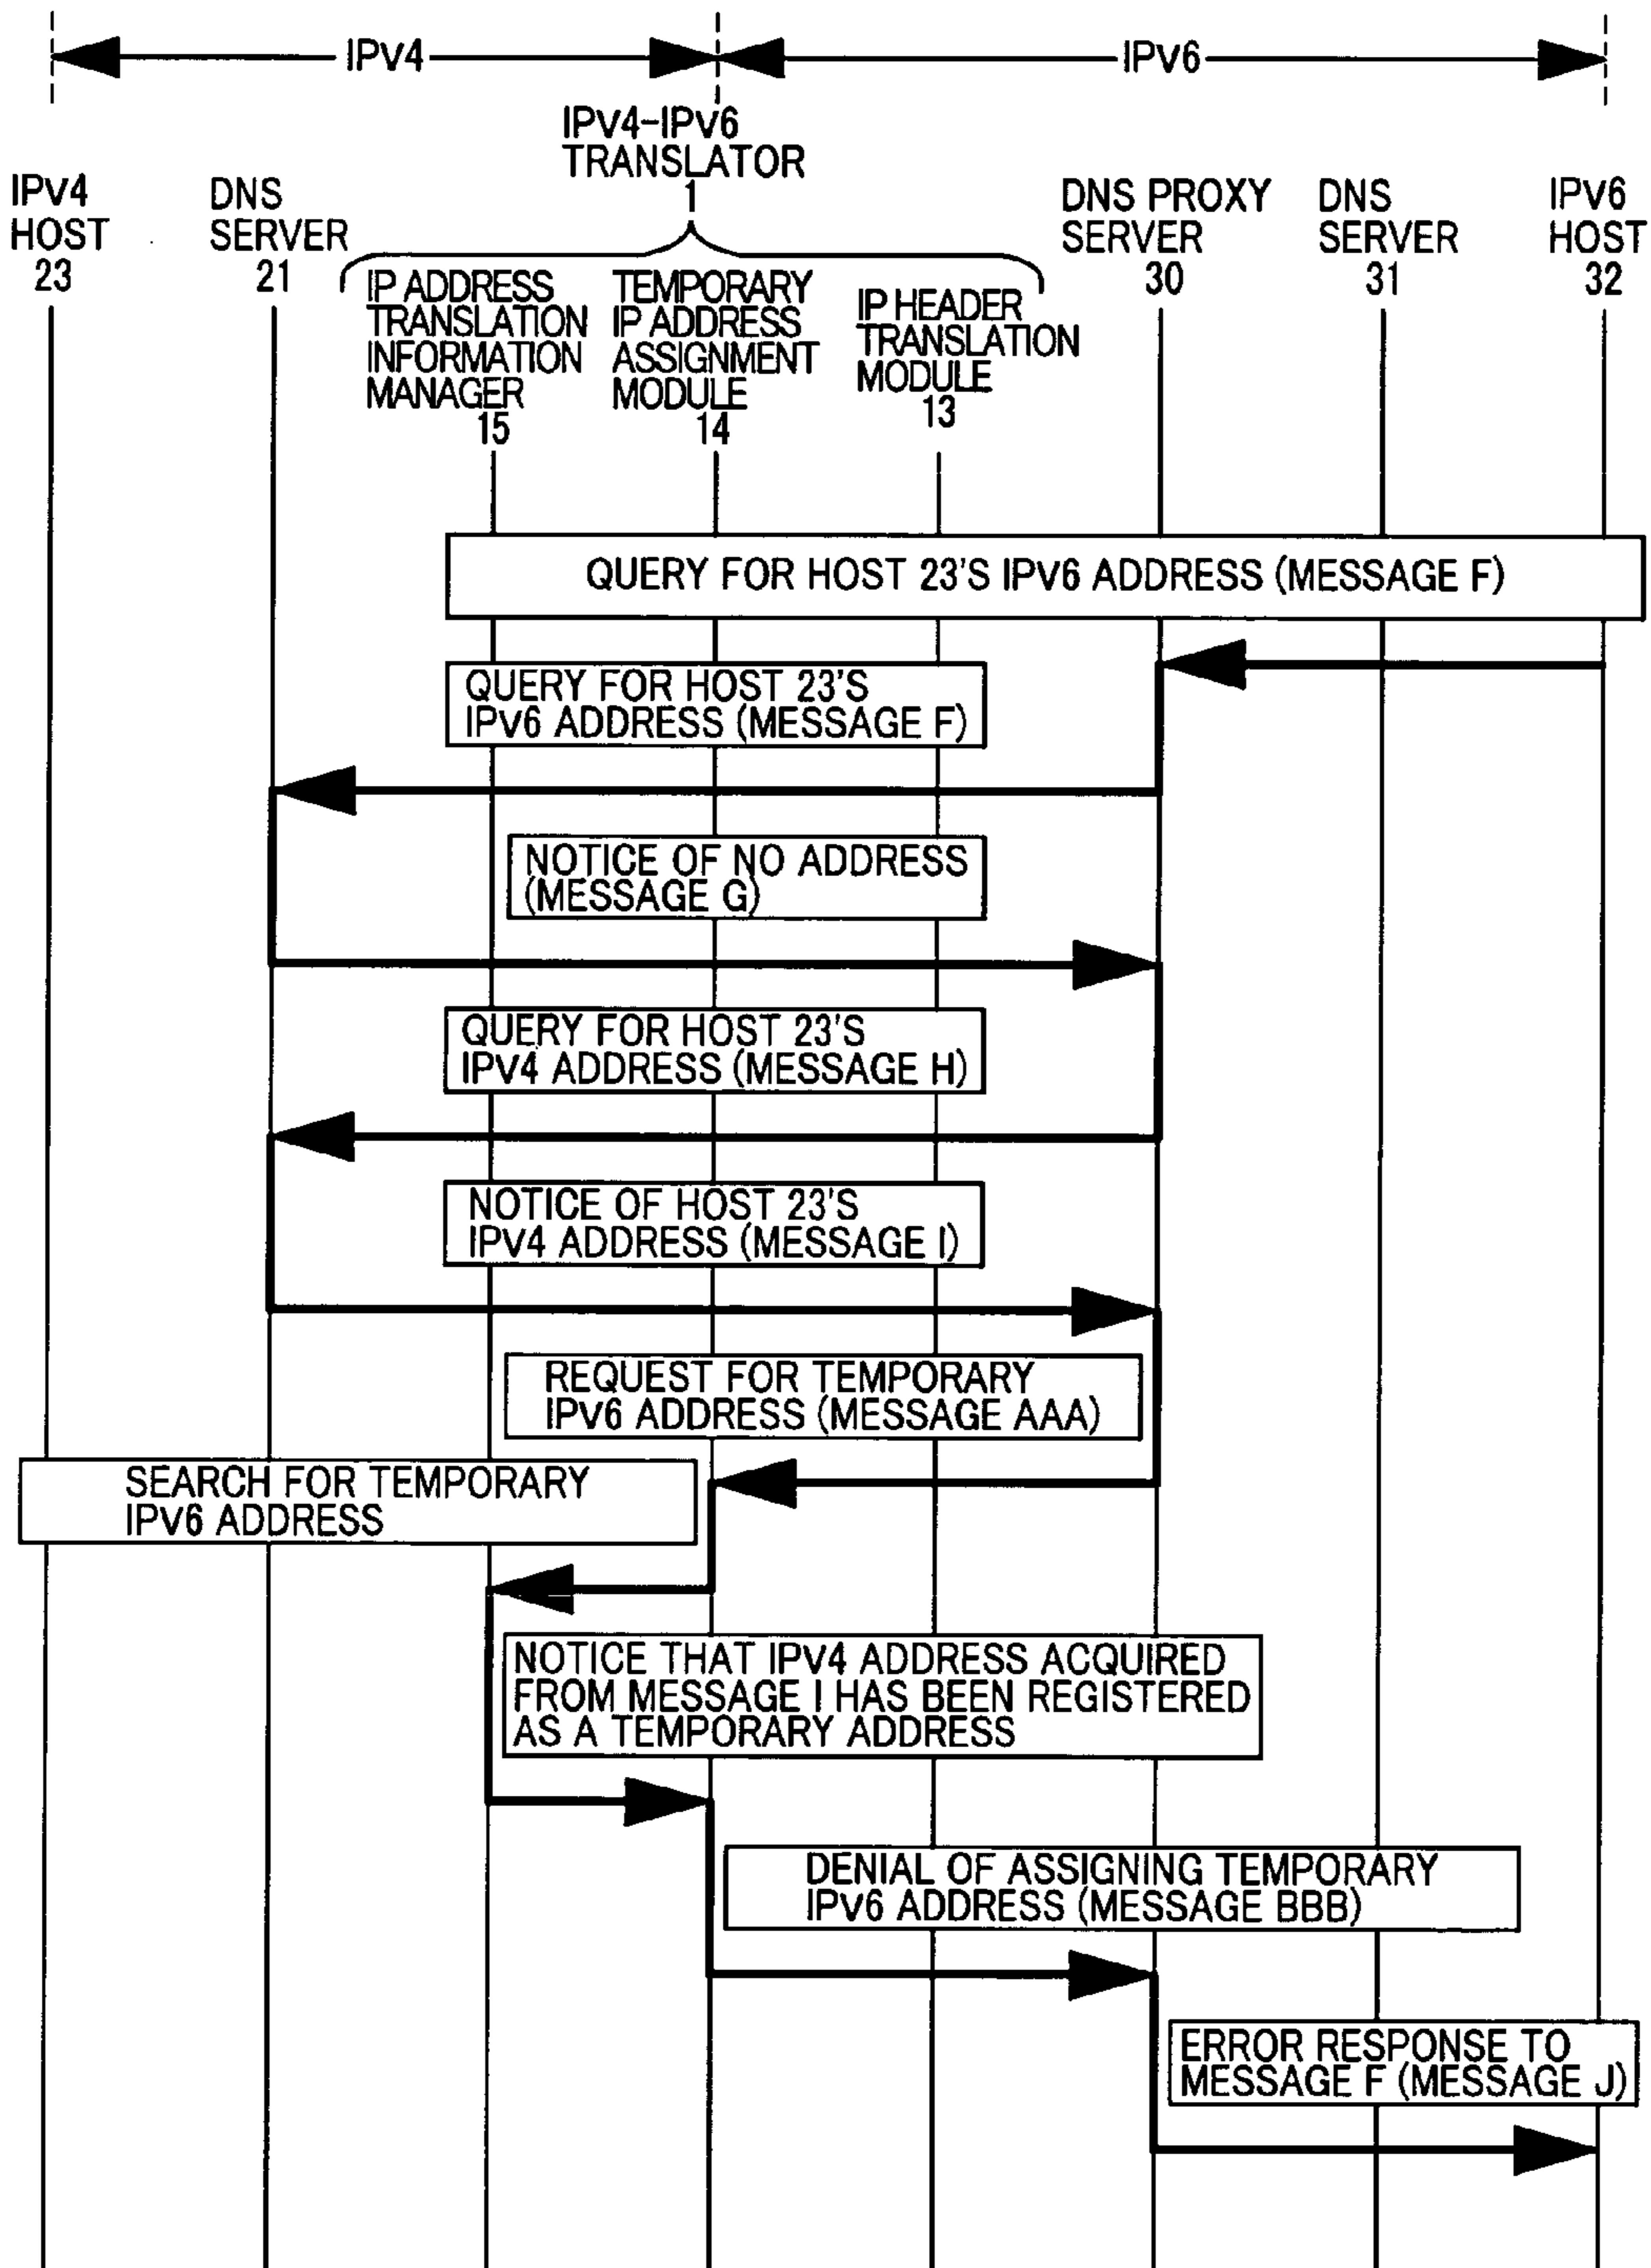 IPV4
IPV6
IPV4-IPV6
TRANSLATOR
1
IPV4
HOST
23
DNS
SERVER
21
IP ADDRESS
TRANSLATION
INFORMATION
MANAGER
15
TEMPORARY
IP ADDRESS
ASSIGNMENT
MODULE
14
IP HEADER
TRANSLATION
MODULE
13
DNS PROXY
SERVER
30
DNS
SERVER
31
IPV6
HOST
32
QUERY FOR HOST 23'S IPV6 ADDRESS (MESSAGE F)
QUERY FOR HOST 23'S
IPV6 ADDRESS (MESSAGE F)
NOTICE OF NO ADDRESS
(MESSAGE G)
QUERY FOR HOST 23'S
IPV4 ADDRESS (MESSAGE H)
NOTICE OF HOST 23'S
IPV4 ADDRESS (MESSAGE I)
REQUEST FOR TEMPORARY
IPV6 ADDRESS (MESSAGE AAA)
SEARCH FOR TEMPORARY
IPV6 ADDRESS
NOTICE THAT IPV4 ADDRESS ACQUIRED
FROM MESSAGE I HAS BEEN REGISTERED
AS A TEMPORARY ADDRESS
DENIAL OF ASSIGNING TEMPORARY
IPV6 ADDRESS (MESSAGE BBB)
ERROR RESPONSE TO
MESSAGE F (MESSAGE J)